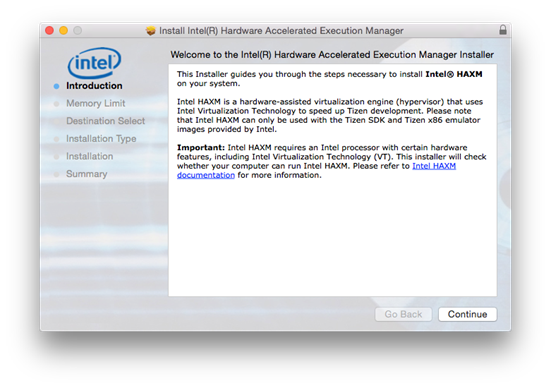 Install Intel(R) Hardware Accelerated Execution Manager
intel
Welcome to the Intel(R) Hardware Accelerated Execution Manager Installer
Introduction
Memory Limit
Destination Select
Installation Type
Installation
Summary
This Installer guides you through the steps necessary to install Intel® HAXM
on your system.
Intel HAXM is a hardware-assisted virtualization engine (hypervisor) that uses
Intel Virtualization Technology to speed up Tizen development. Please note
that Intel HAXM can only be used with the Tizen SDK and Tizen x86 emulator
images provided by Intel.
Important: Intel HAXM requires an Intel processor with certain hardware
features, including Intel Virtualization Technology (VT). This installer will check
whether your computer can run Intel HAXM. Please refer to Intel HAXM
documentation for more information.
Go Back
Continue